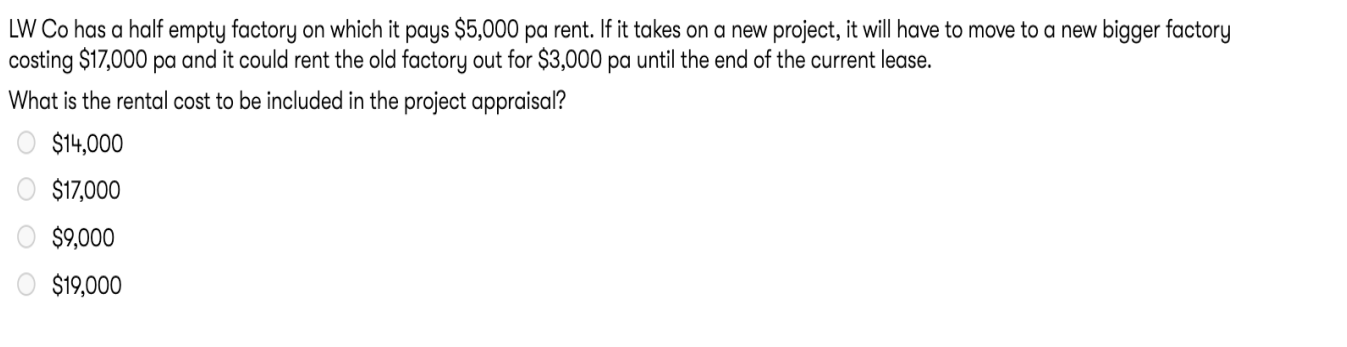 LW Co has a half empty factory on which it pays $5,000 pa rent. If it takes on a new project, it will have to move to a new bigger factory
costing $17,000 pa and it could rent the old factory out for $3,000 pa until the end of the current lease.
What is the rental cost to be included in the project appraisal?
$14,000
$17,000
$9,000
$19,000